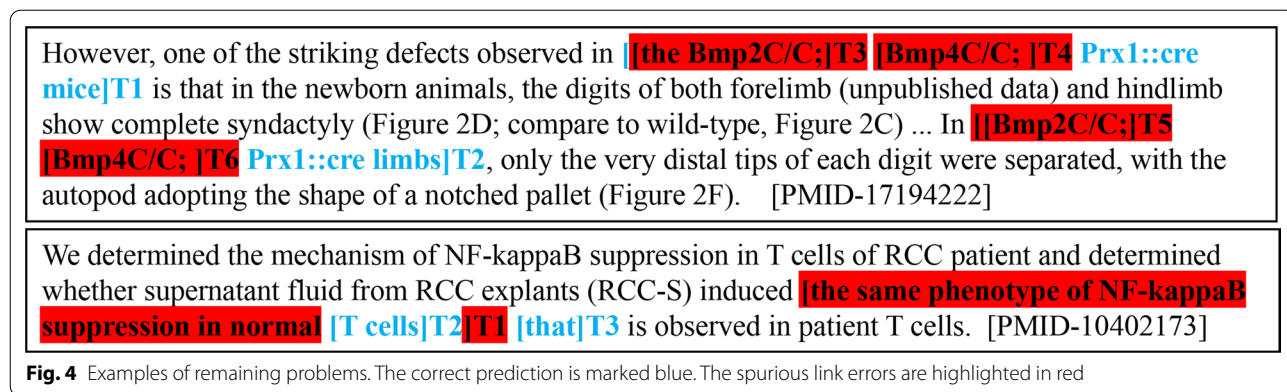 However, one of the striking defects observed in [[the Bmp2C/C;]T3 [Bmp4C/C; ]T4 Prx1::cre
mice]T1 is that in the newborn animals, the digits of both forelimb (unpublished data) and hindlimb
show complete syndactyly (Figure 2D; compare to wild-type, Figure 2C) ... In [[Bmp2C/C;]T5
[Bmp4C/C; ]T6 Prx1::cre limbs]T2, only the very distal tips of each digit were separated, with the
autopod adopting the shape of a notched pallet (Figure 2F). [PMID-17194222]
We determined the mechanism of NF-kappaB suppression in T cells of RCC patient and determined
whether supernatant fluid from RCC explants (RCC-S) induced [the same phenotype of NF-kappaB
suppression in normal [T cells]T2]T1 [that]T3 is observed in patient T cells. [PMID-10402173]
Fig. 4 Examples of remaining problems. The correct prediction is marked blue. The spurious link errors are highlighted in red